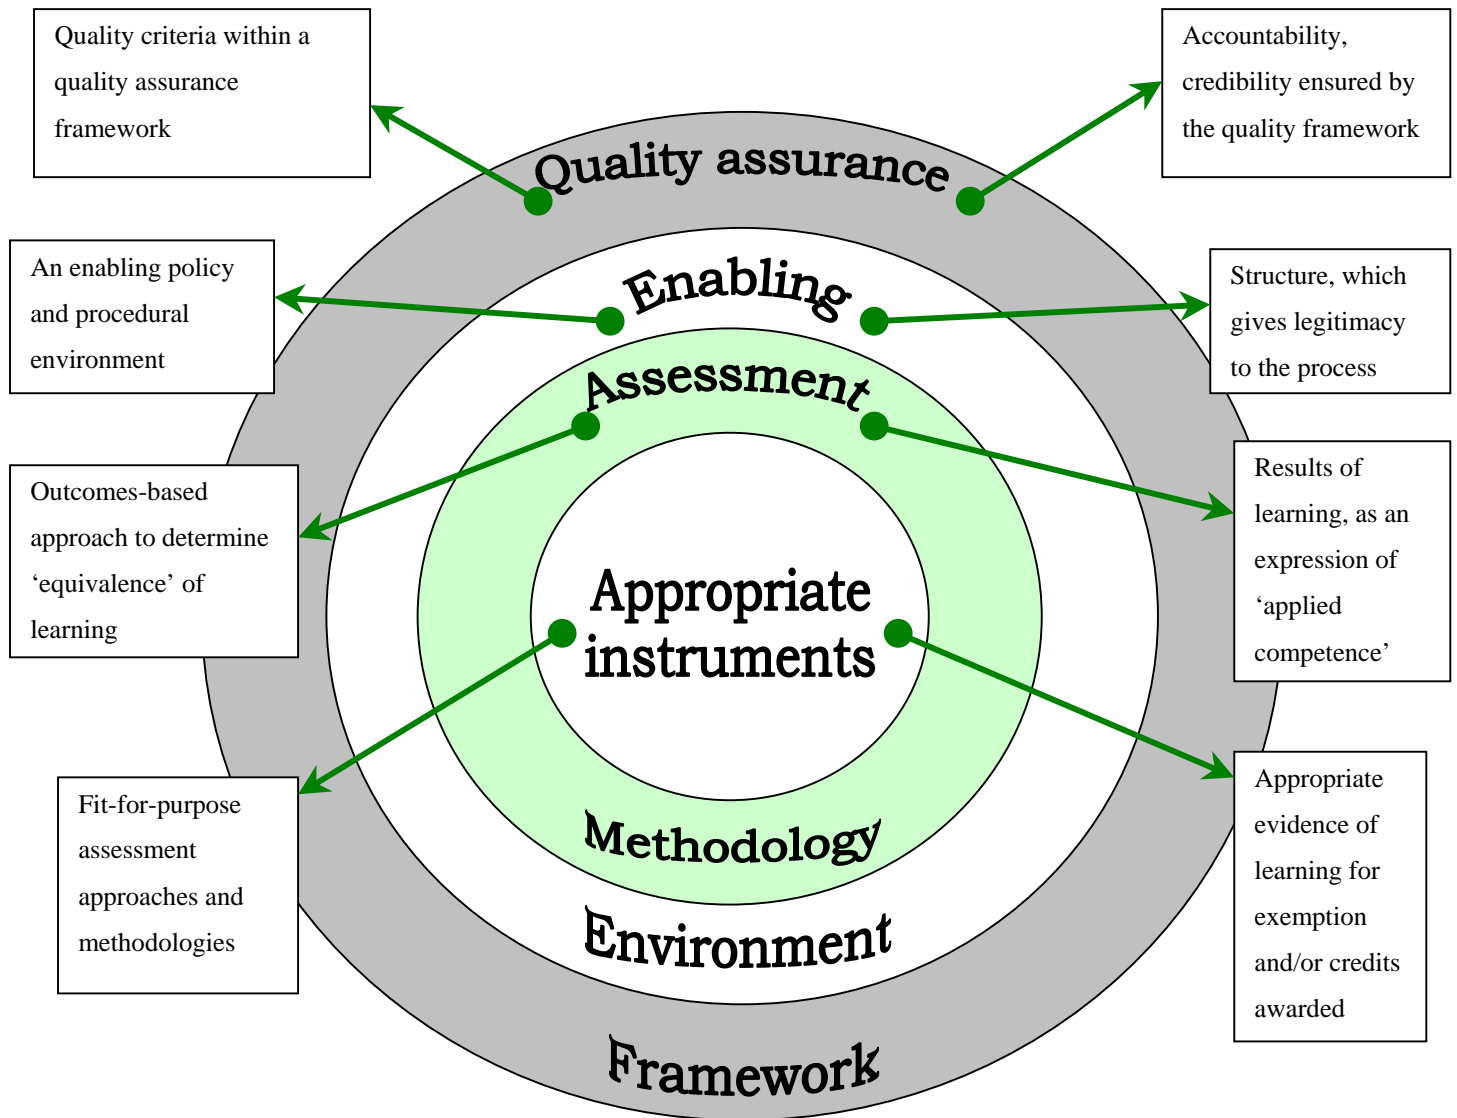 Quality criteria within a
quality assurance
framework
Accountability,
credibility ensured by
the quality framework
Quality assurance
An enabling policy
and procedural
environment
Enabling
Structure, which
gives legitimacy
to the process
Assessment
Outcomes-based
approach to determine
‘equivalence’ of
learning
Results of
learning, as an
expression of
‘applied
competence’
Appropriate
instruments
Fit-for-purpose
assessment
approaches and
methodologies
Appropriate
evidence of
learning for
exemption
and/or credits
awarded
Methodology
Environment
Framework